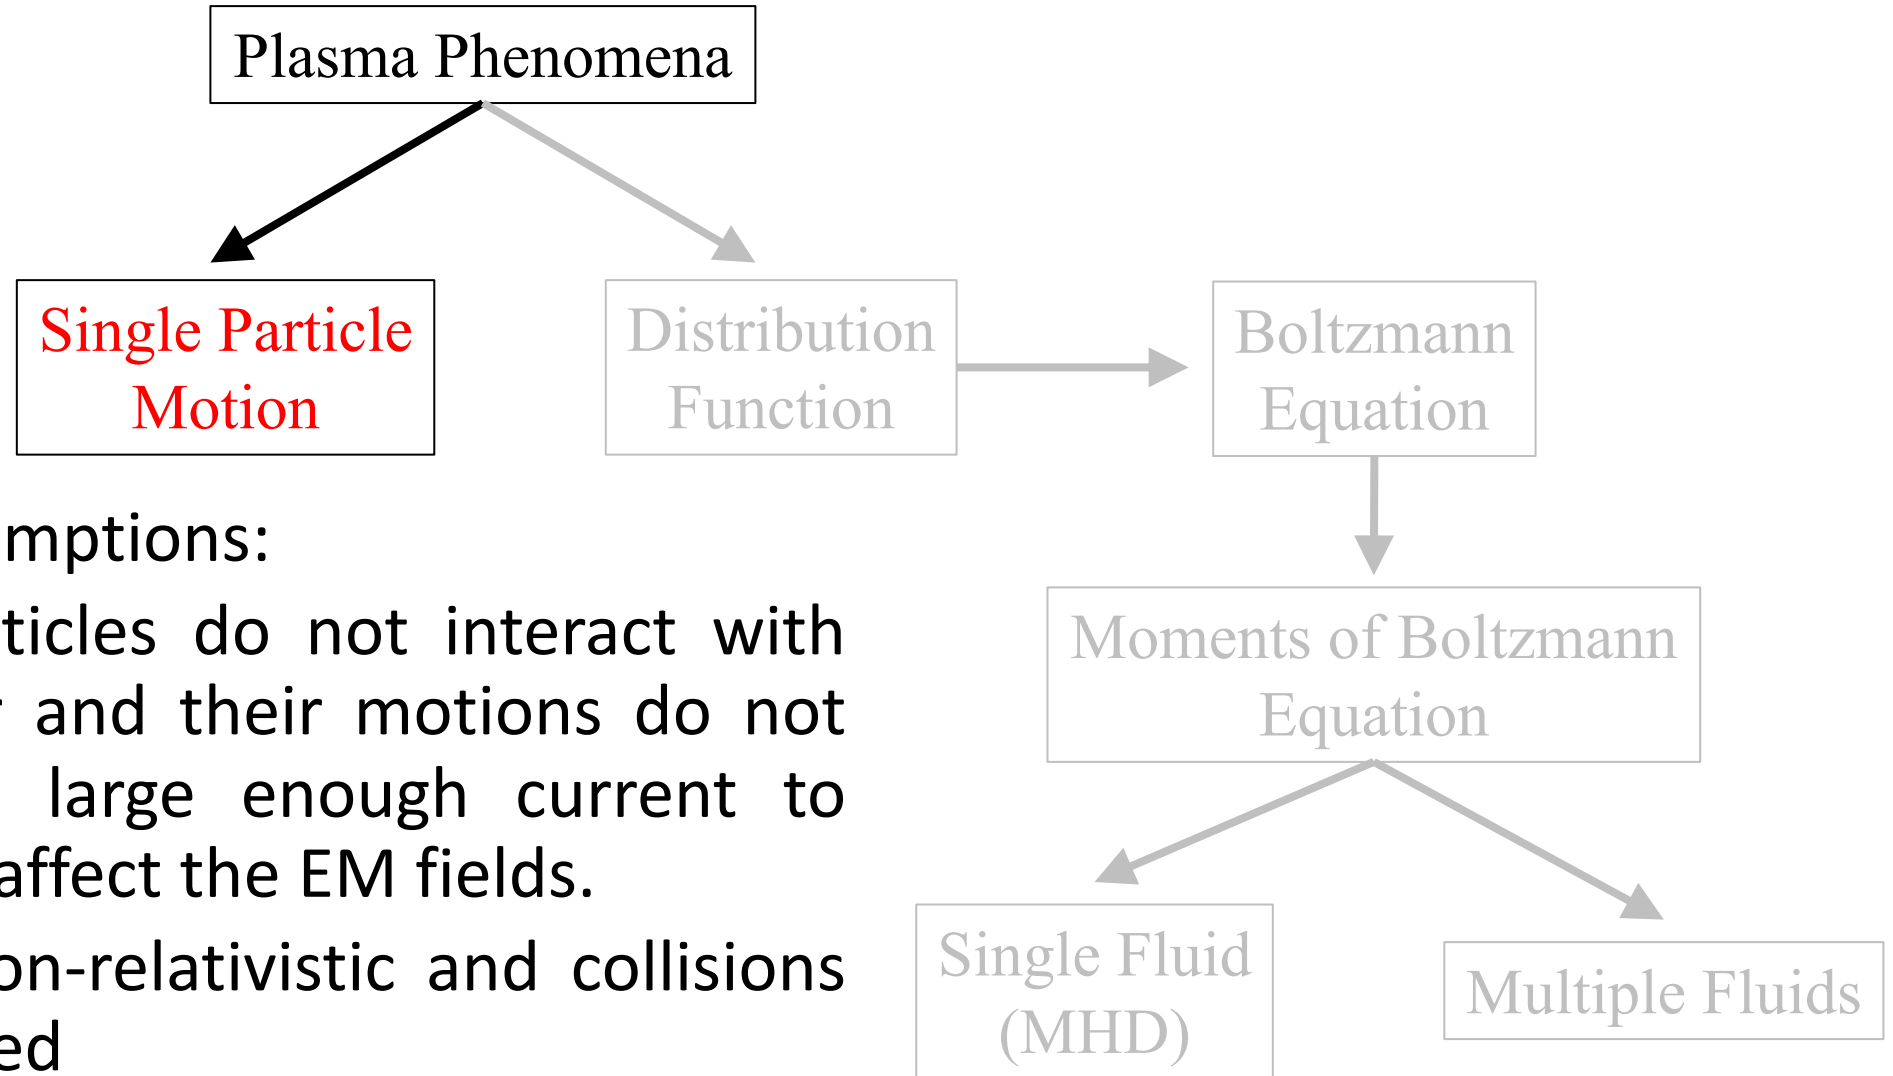 Plasma Phenomena
Single Particle
Motion
Distribution
Function
Boltzmann
Equation
mptions:
ticles do not interact with
and their motions do not
large enough current to
affect the EM fields.
on-relativistic and collisions
ed
Moments of Boltzmann
Equation
Single Fluid
(MHD)
Multiple Fluids